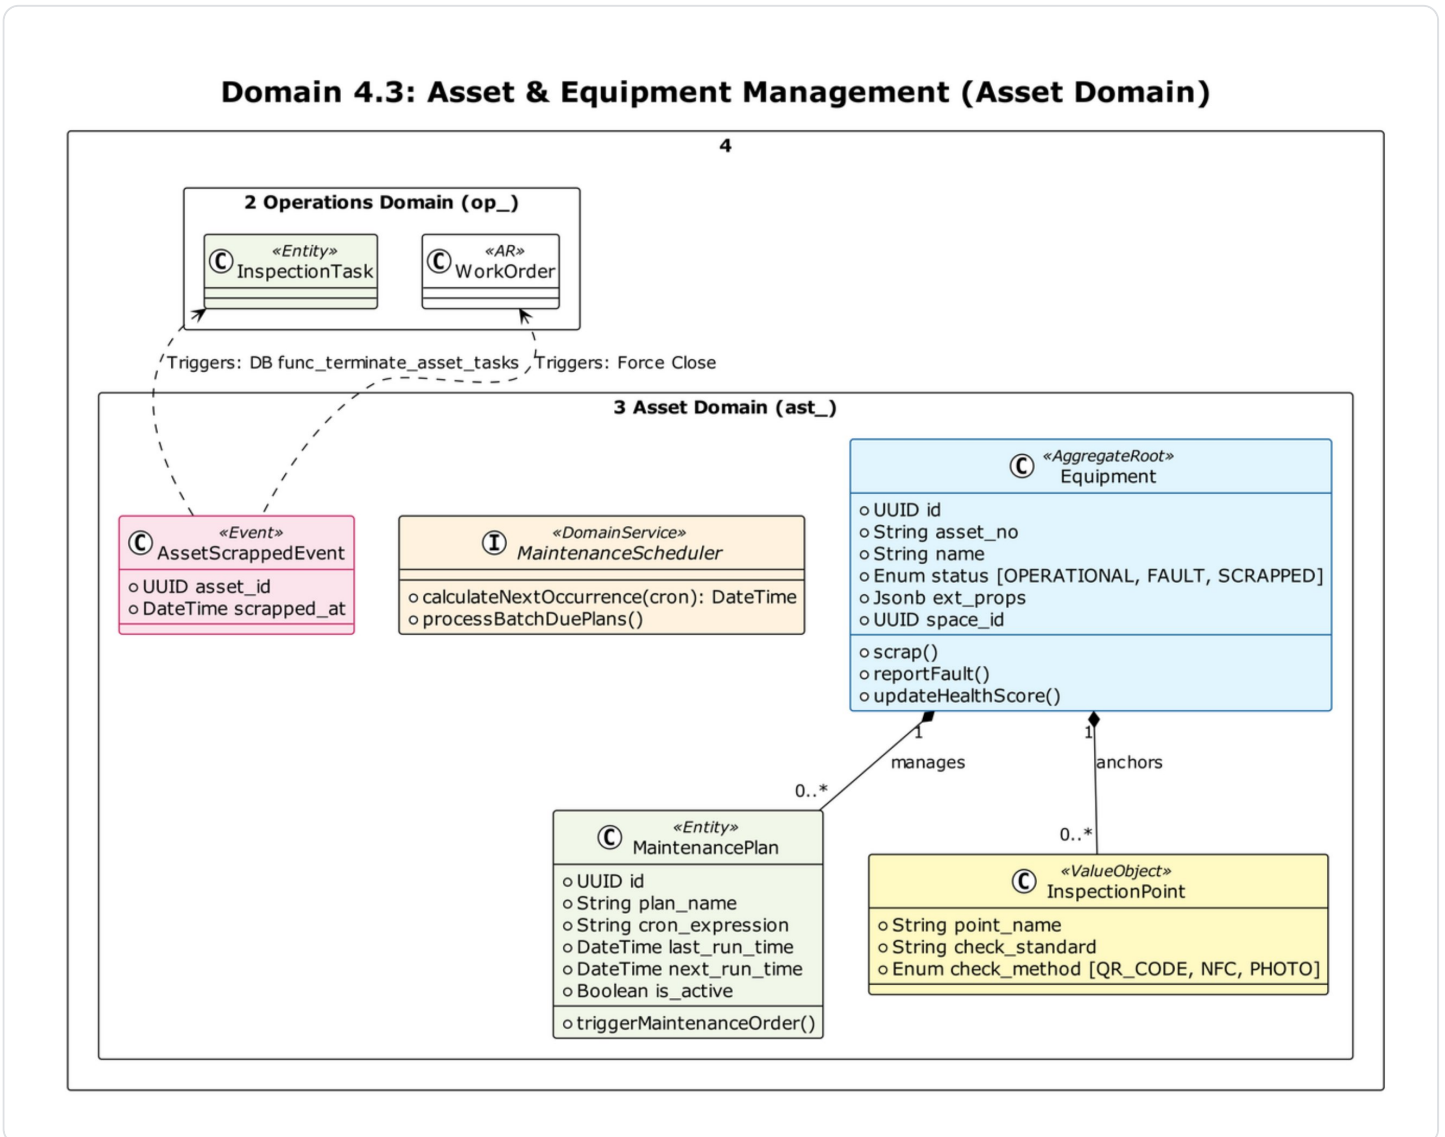 Domain 4.3: Asset & Equipment Management (Asset Domain)
4
2 Operations Domain (op_)
C
«Entity»
InspectionTask
C
«AR»
WorkOrder
Triggers: DB func_terminate_asset_tasks
Triggers: Force Close
3 Asset Domain (ast_)
C
«Event»
AssetScrappedEvent
UUID asset_id
DateTime scrapped_at
I
«DomainService»
MaintenanceScheduler
calculateNextOccurrence(cron): DateTime
processBatchDuePlans()
C
«AggregateRoot»
Equipment
UUID id
String asset_no
String name
Enum status [OPERATIONAL, FAULT, SCRAPPED]
Jsonb ext_props
UUID space_id
scrap()
reportFault()
updateHealthScore()
1
manages
0..*
1
anchors
0..*
C
«Entity»
MaintenancePlan
UUID id
String plan_name
String cron_expression
DateTime last_run_time
DateTime next_run_time
Boolean is_active
triggerMaintenanceOrder()
C
«ValueObject»
InspectionPoint
String point_name
String check_standard
Enum check_method [QR_CODE, NFC, PHOTO]